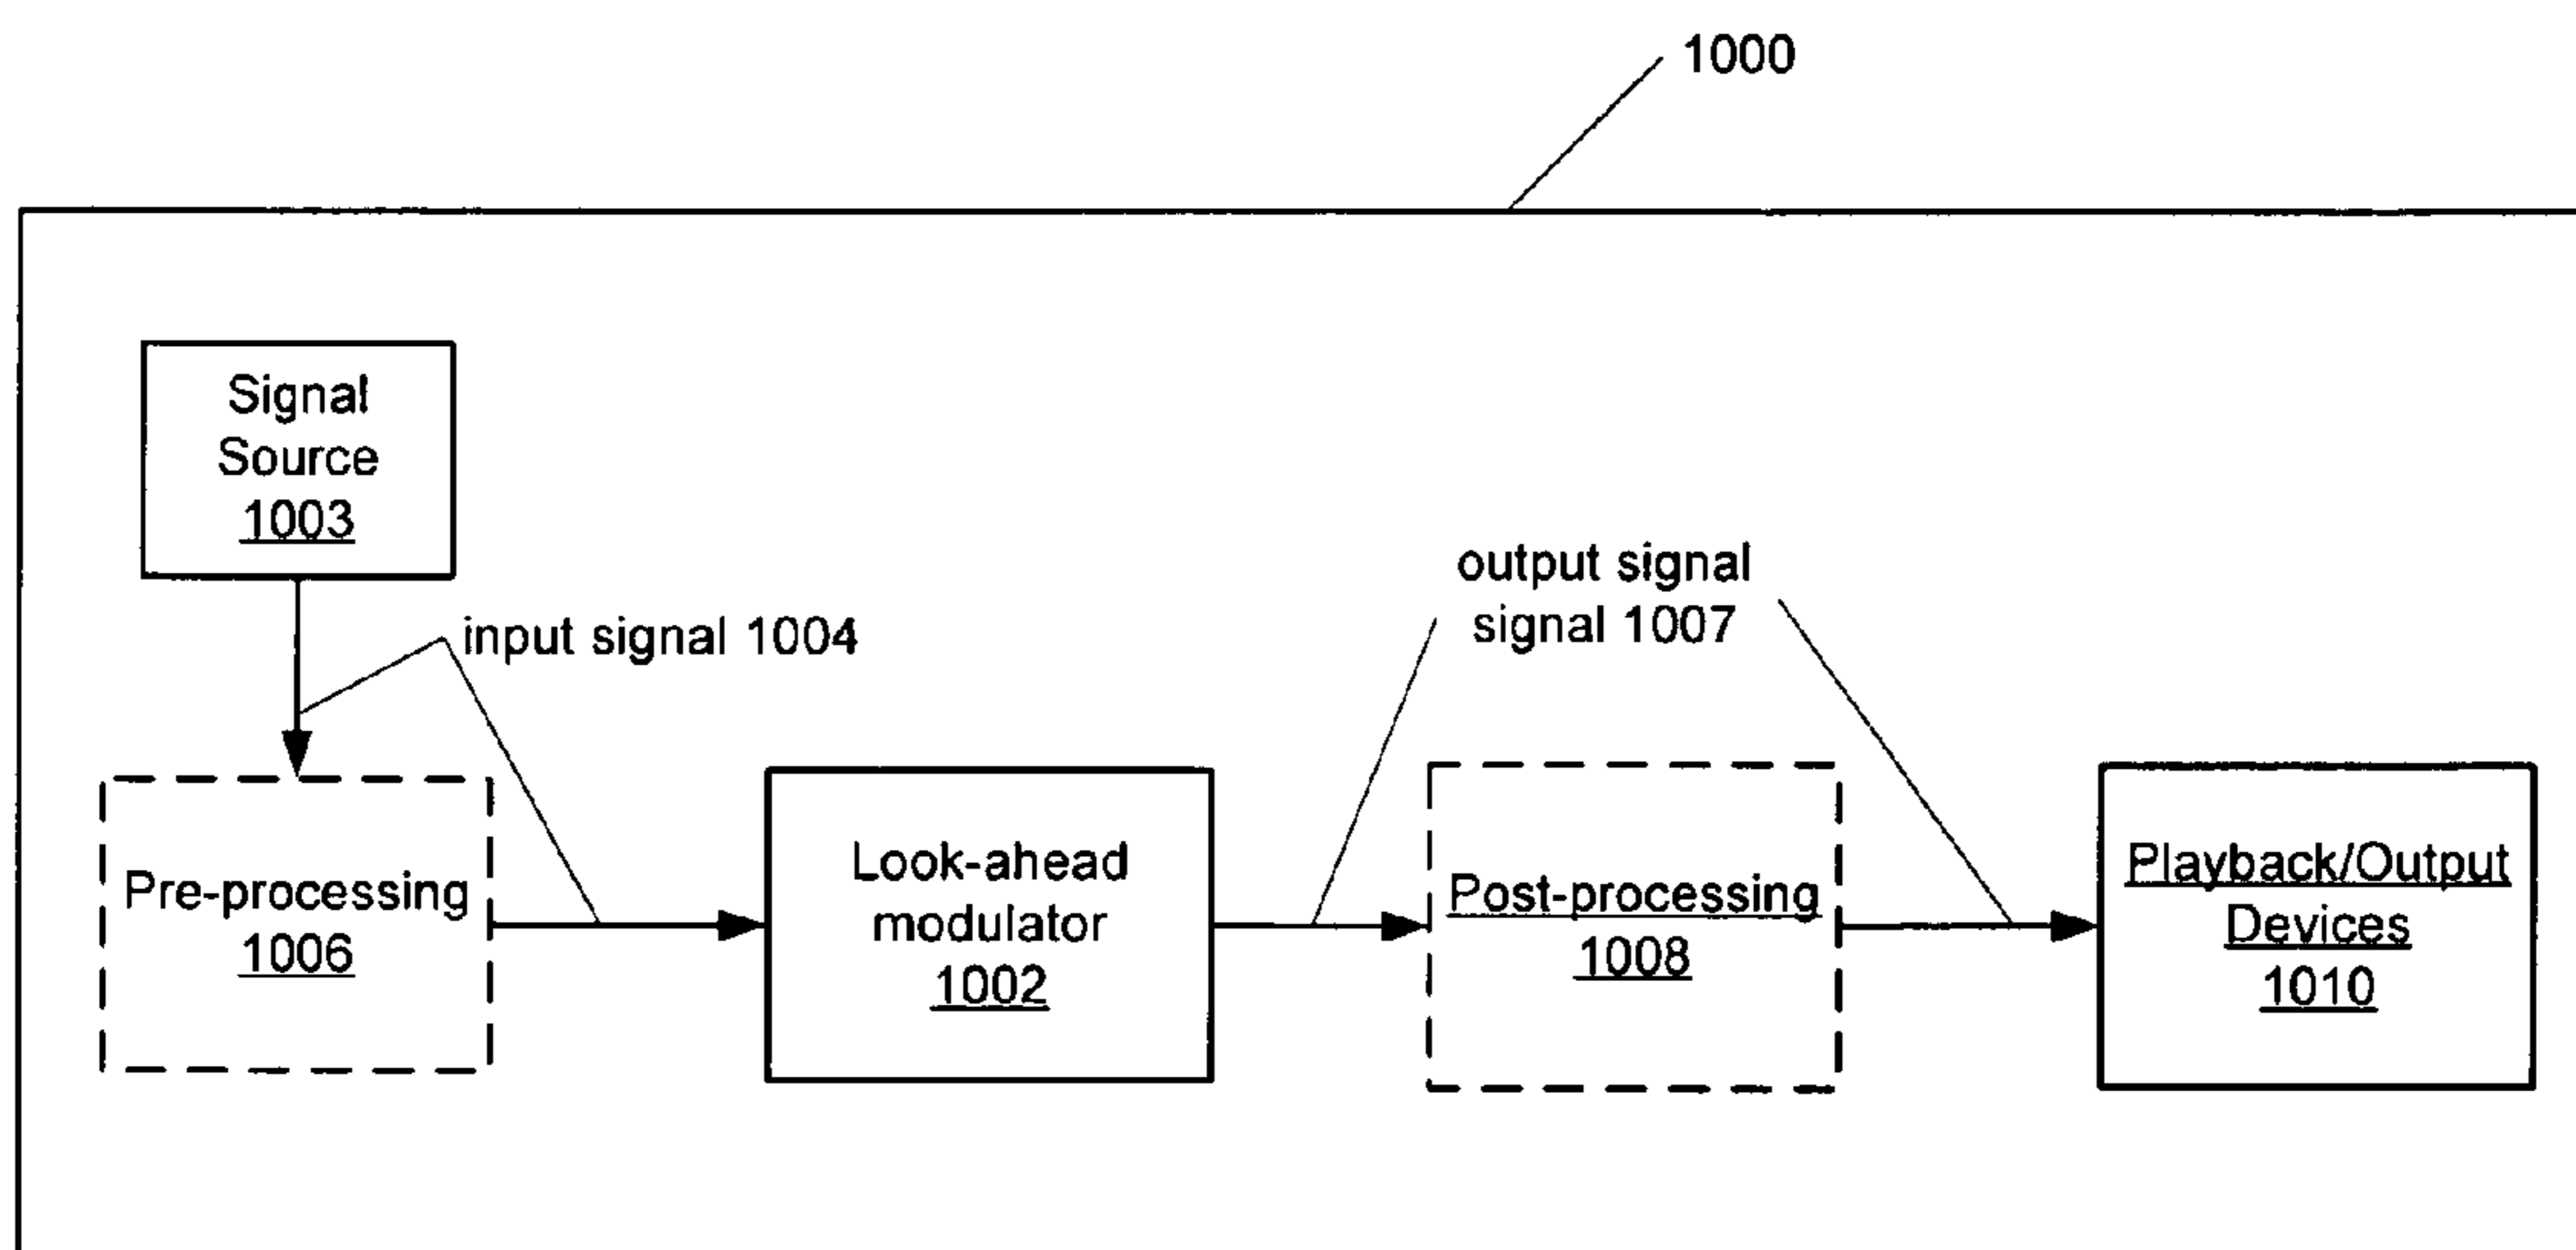 1000
Signal
Source
1003
input signal 1004
output signal
signal 1007
Pre-processing
1006
Look-ahead
modulator
1002
Post-processing
1008
Playback/Output
Devices
1010